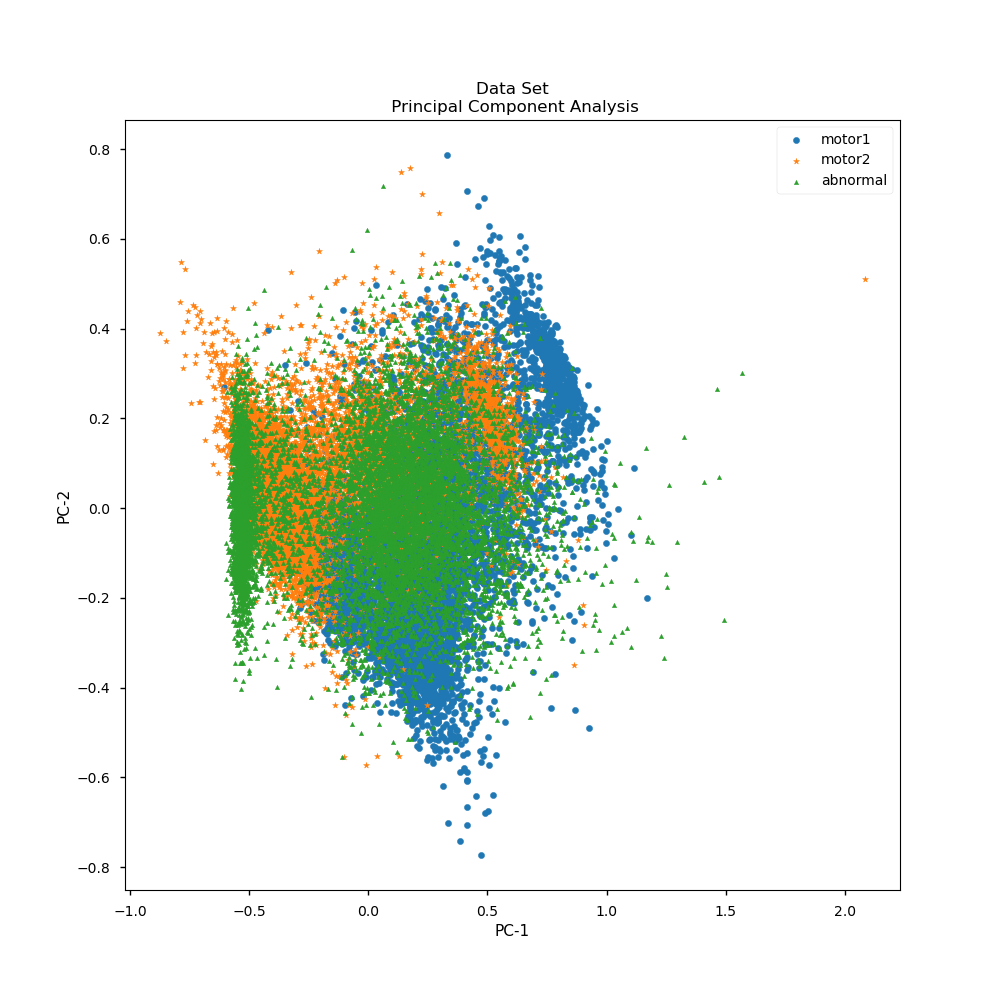 Data Set
Principal Component Analysis
motor1
motor2
abnormal
PC-2
0.8
0.6
0.4
0.2
0.0
−0.2
−0.4
−0.6
−0.8
−1.0 −0.5 0.0 0.5 1.0 1.5 2.0
PC-1